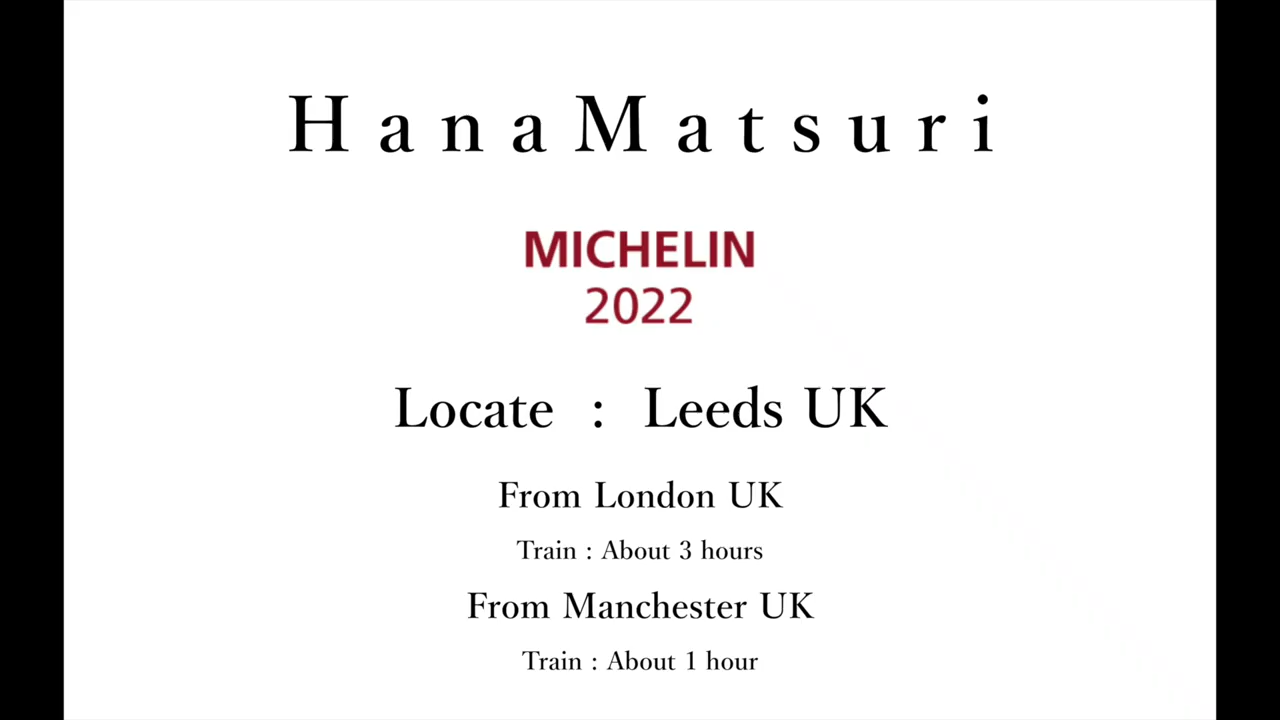 HanaMatsuri
MICHELIN
2022
Locate : Leeds UK
From London UK
Train : About 3 hours
From Manchester UK
Train : About 1 hour